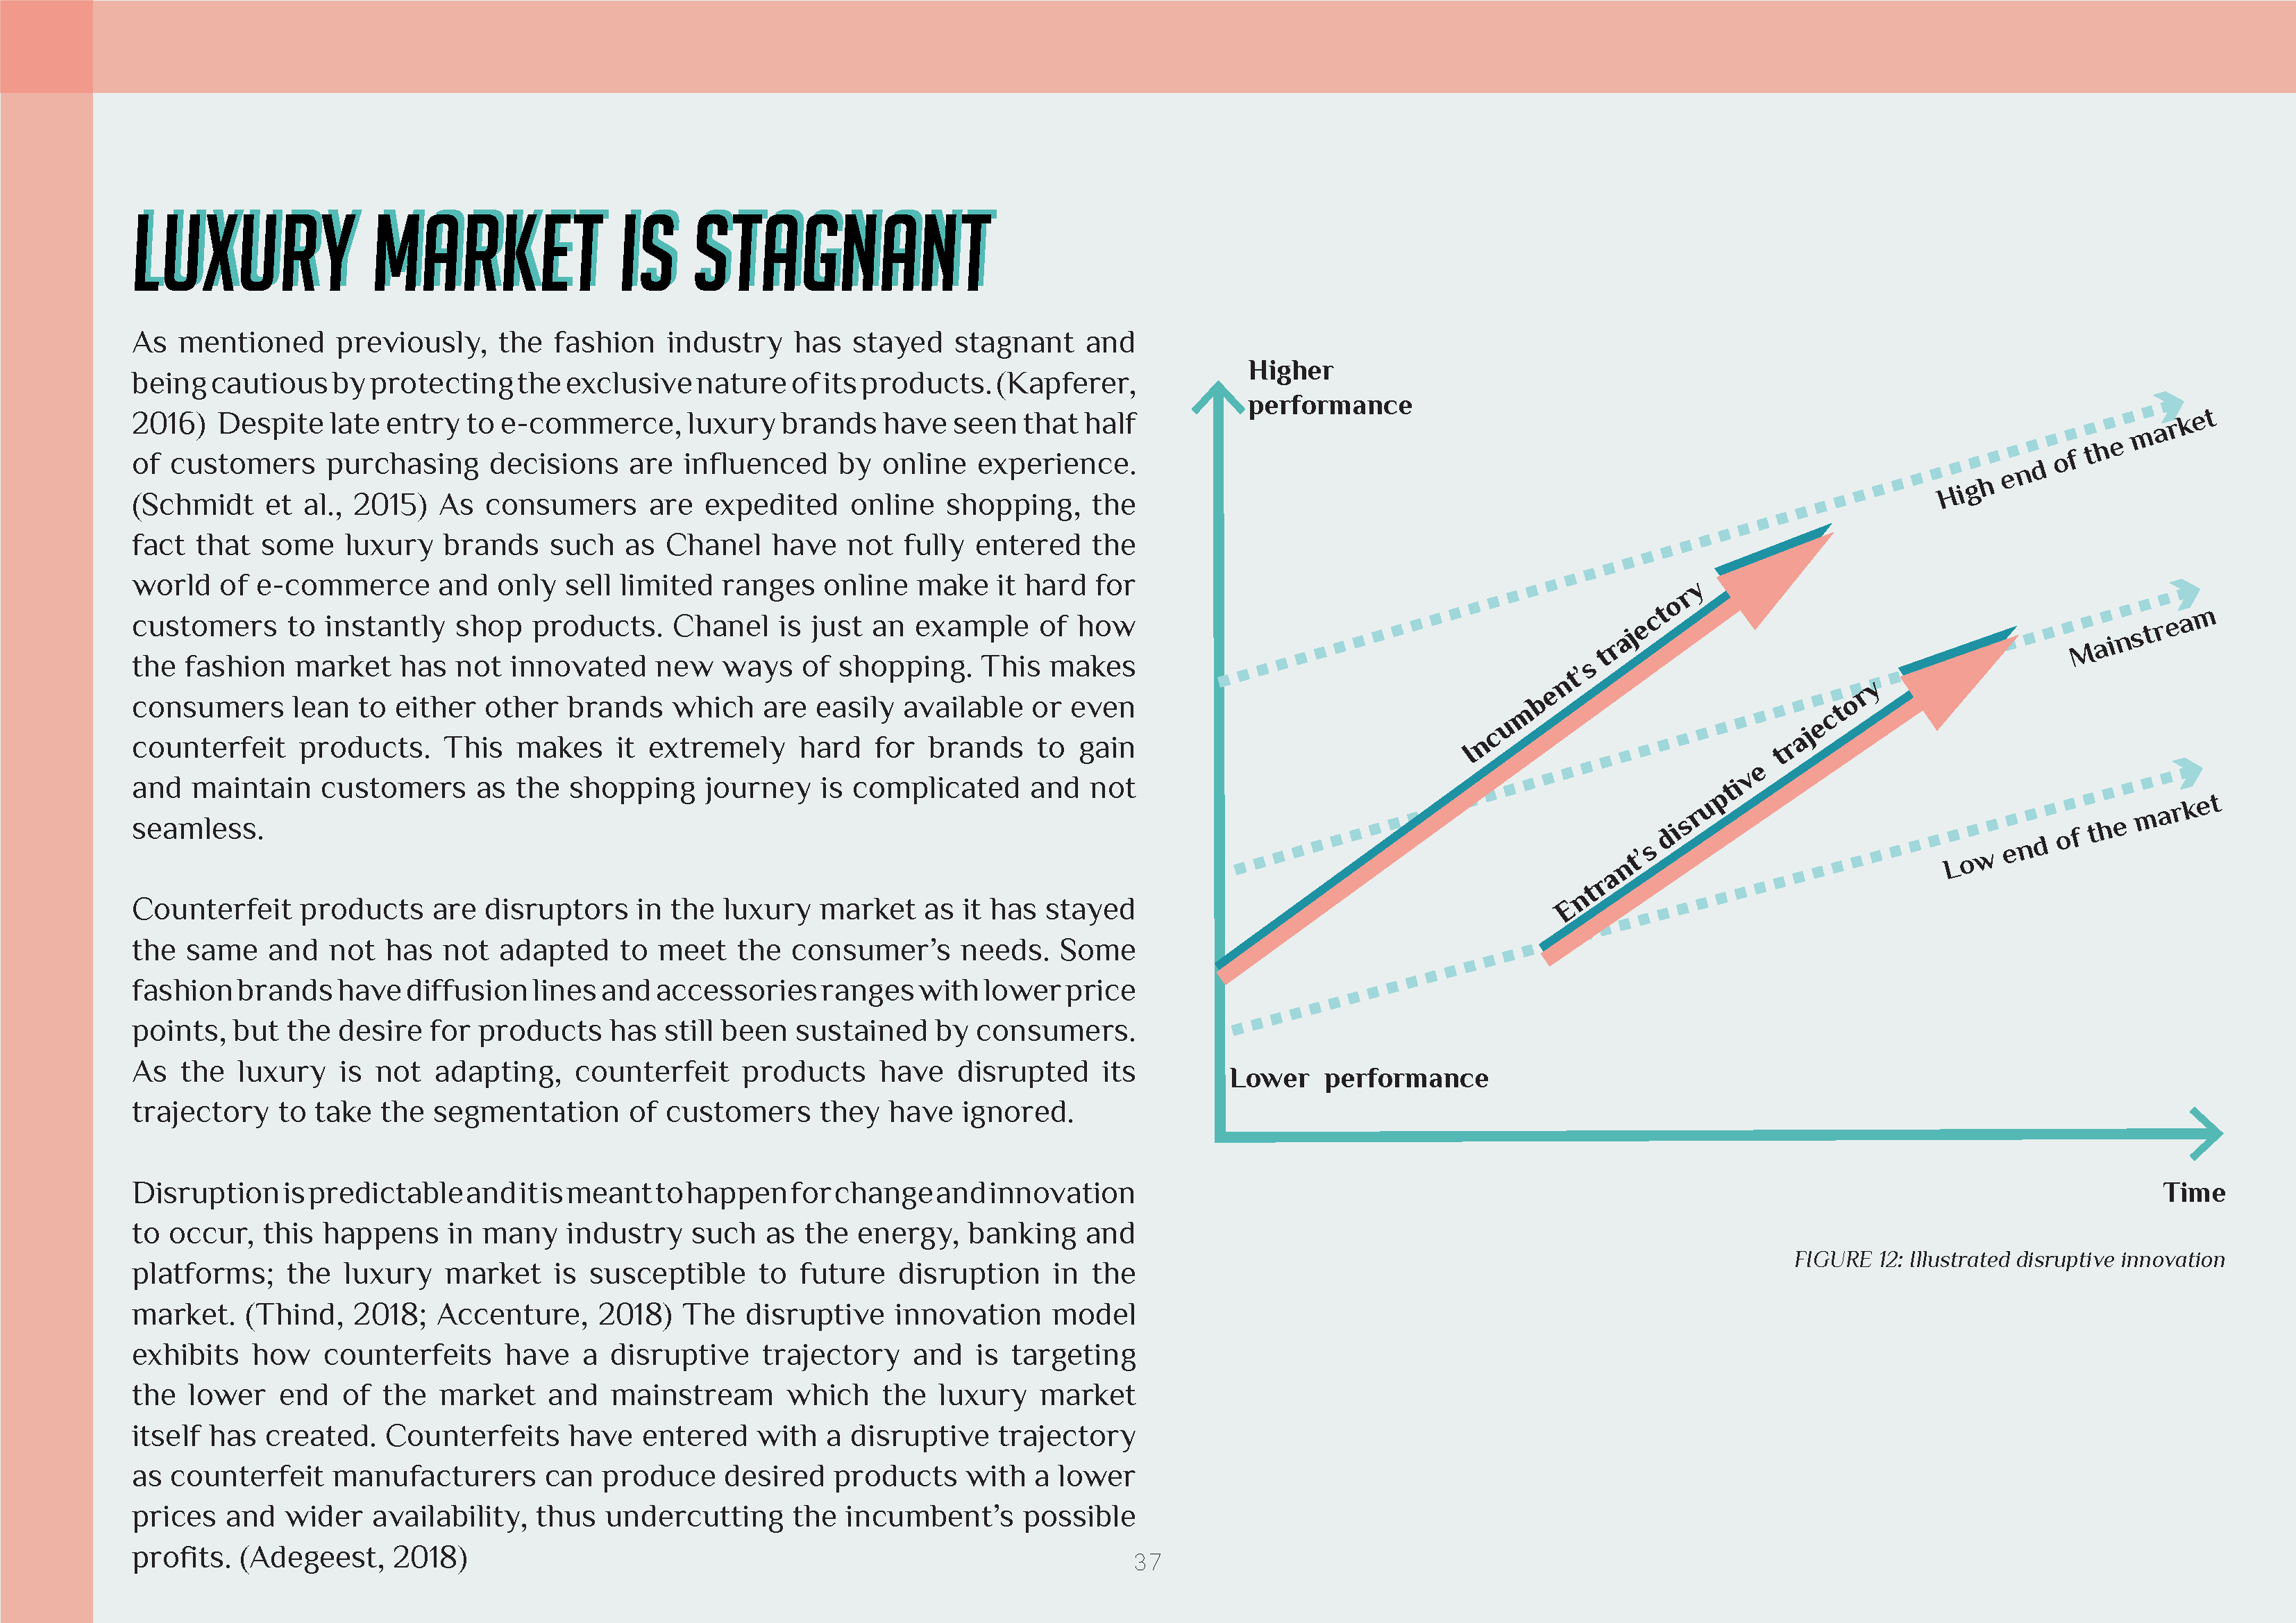 LUXURY MARKET IS STAGNANT
As mentioned previously, the fashion industry has stayed stagnant and
being cautious by protecting the exclusive nature of its products. (Kapferer,
2016) Despite late entry to e-commerce, luxury brands have seen that half
of customers purchasing decisions are influenced by online experience.
(Schmidt et al., 2015) As consumers are expedited online shopping, the
fact that some luxury brands such as Chanel have not fully entered the
world of e-commerce and only sell limited ranges online make it hard for
customers to instantly shop products. Chanel is just an example of how
the fashion market has not innovated new ways of shopping. This makes
consumers lean to either other brands which are easily available or even
counterfeit products. This makes it extremely hard for brands to gain
and maintain customers as the shopping journey is complicated and not
seamless.
Counterfeit products are disruptors in the luxury market as it has stayed
the same and not has not adapted to meet the consumer’s needs. Some
fashion brands have diffusion lines and accessories ranges with lower price
points, but the desire for products has still been sustained by consumers.
As the luxury is not adapting, counterfeit products have disrupted its
trajectory to take the segmentation of customers they have ignored.
Disruption is predictable and it is meant to happen for change and innovation
to occur, this happens in many industry such as the energy, banking and
platforms; the luxury market is susceptible to future disruption in the
market. (Thind, 2018; Accenture, 2018) The disruptive innovation model
exhibits how counterfeits have a disruptive trajectory and is targeting
the lower end of the market and mainstream which the luxury market
itself has created. Counterfeits have entered with a disruptive trajectory
as counterfeit manufacturers can produce desired products with a lower
prices and wider availability, thus undercutting the incumbent’s possible
profits. (Adegeest, 2018)
Higher
performance
High end of the market
Incumbent’s trajectory
Mainstream
Entrant’s disruptive trajectory
Low end of the market
Lower performance
Time
FIGURE 12: Illustrated disruptive innovation
37